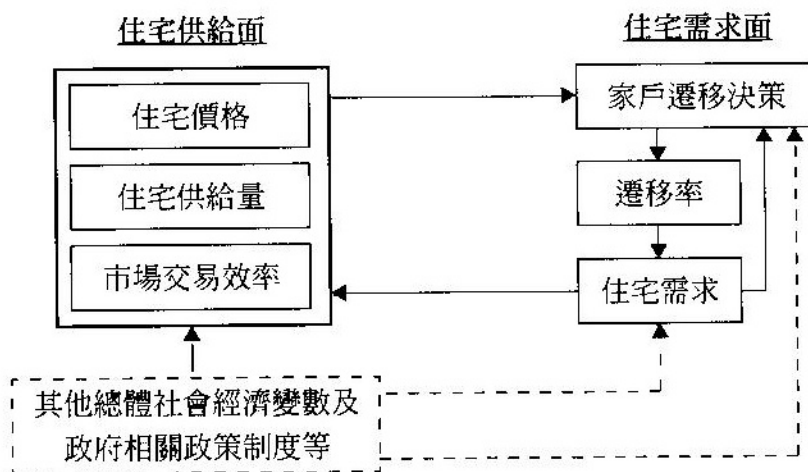 住宅供給面
住宅需求面
住宅價格
住宅供給量
市場交易效率
家戶遷移決策
遷移率
住宅需求
其他總體社會經濟變數及
政府相關政策制度等